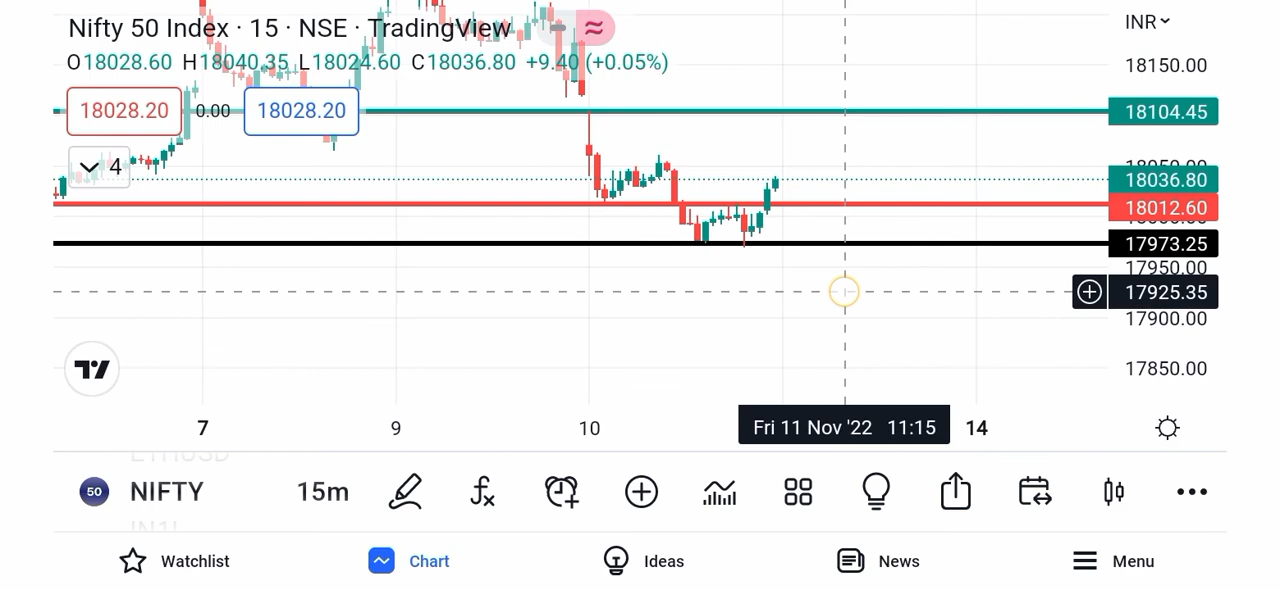 Nifty 50 Index · 15 · NSE · TradingView
INR
O18028.60 H18040.35 L18024.60 C18036.80 +9.40 (+0.05%)
18150.00
18028.20 0.00 18028.20
18104.45
4
18050.00
18036.80
18012.60
17973.25
17950.00
17925.35
17900.00
17850.00
7 9 10 Fri 11 Nov '22 11:15 14
50 NIFTY 15m
Watchlist Chart Ideas News Menu